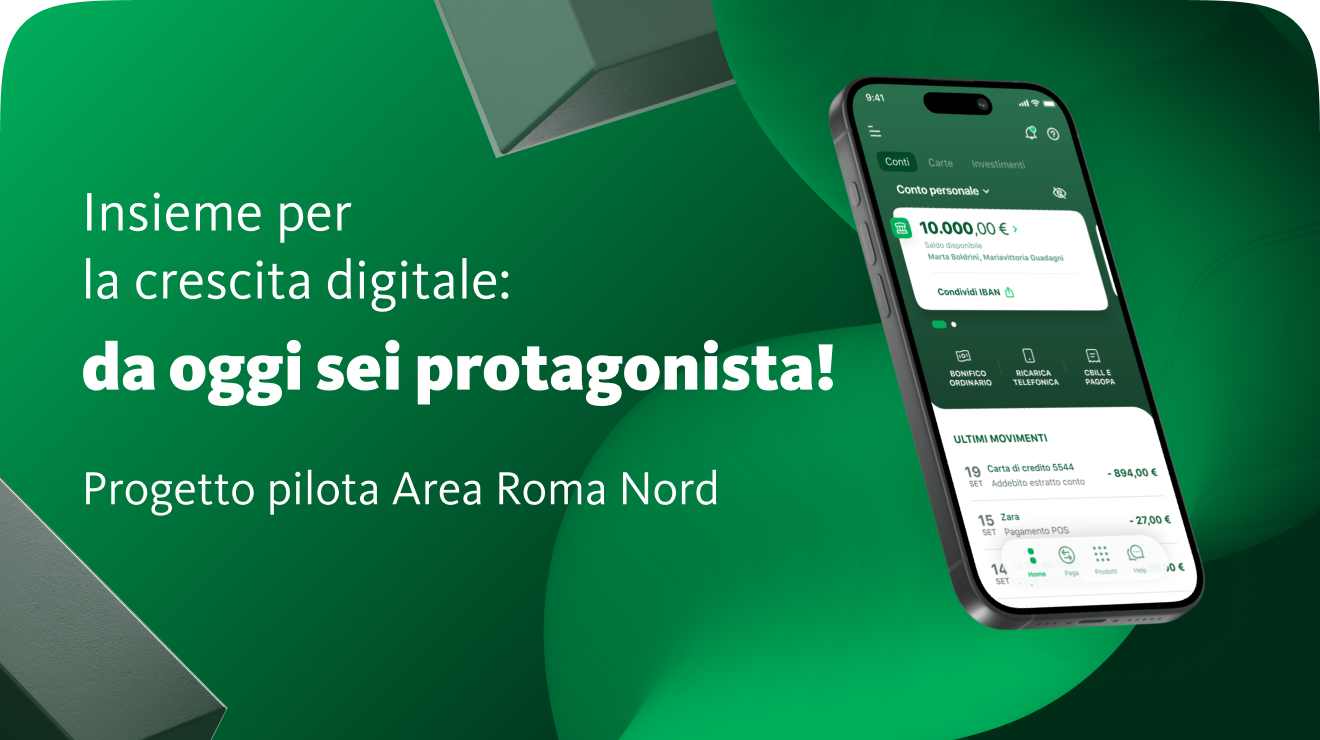 Insieme per
la crescita digitale:
da oggi sei protagonista!
Progetto pilota Area Roma Nord
9:41
Conti Carte Investimenti
Conto personale
10.000,00 €
Saldo disponibile
Marta Boldrini, Mariavittoria Guadagni
Condividi IBAN
BONIFICO ORDINARIO
RICARICA TELEFONICA
CBILL E PAGOPA
ULTIMI MOVIMENTI
19 SET Carta di credito 5544 - 894,00 €
Addebito estratto conto
15 SET Zara - 27,00 €
Pagamento POS
14 SET
Home Paga Prodotti Help